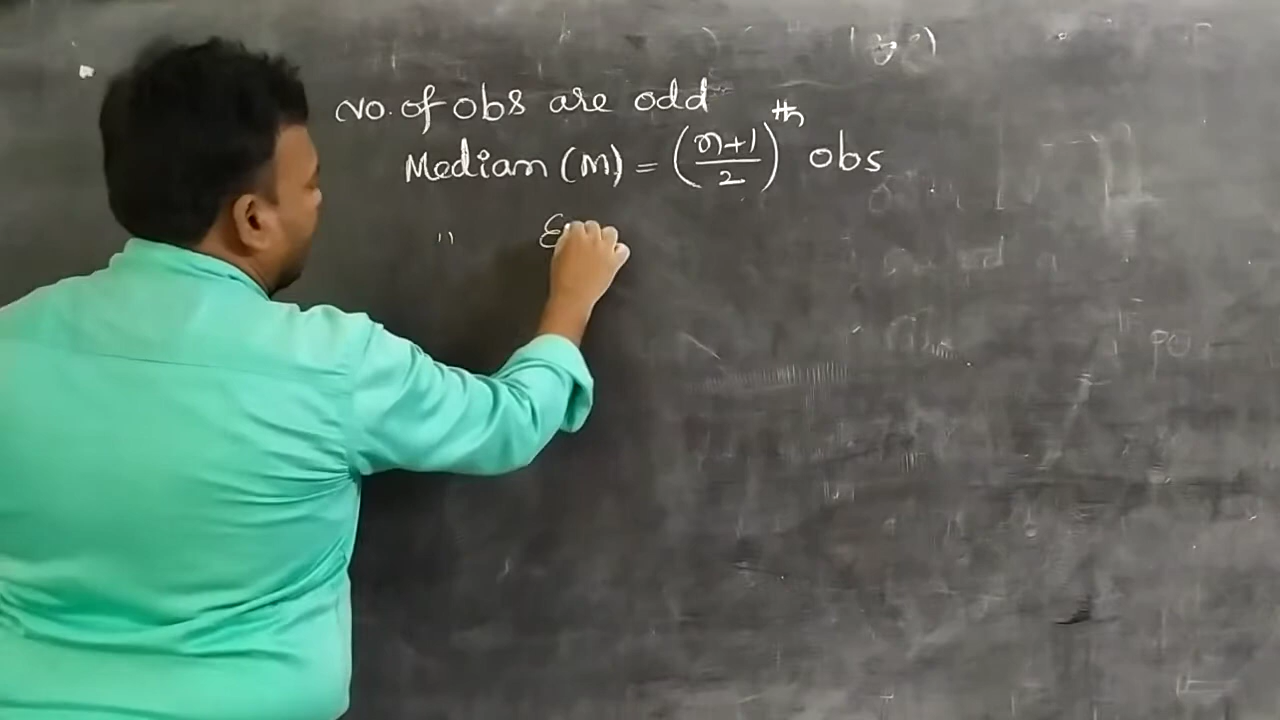 No. of obs are odd
Median (M) = (n+1/2)^th obs
" E